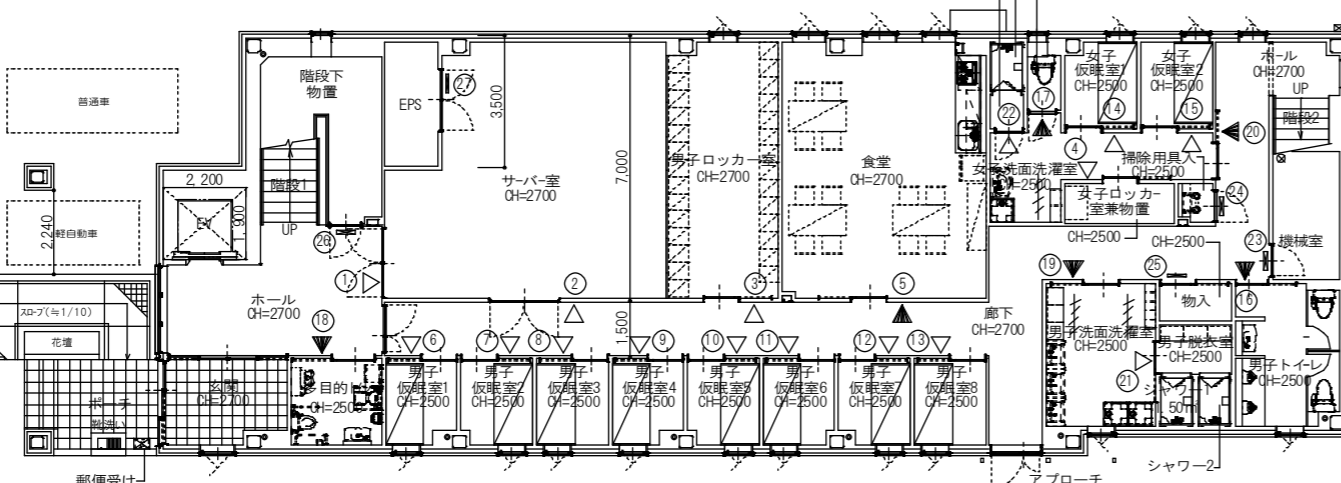 普通車
軽自動車
2,240
スロープ(≒1/10)
花壇
ポーチ
靴洗い
郵便受け
2,200
1,900
階段下
物置
階段1
UP
26
1
ホール
CH=2700
18
玄関
CH=2700
多目的
CH=2500
EPS
27
3,500
7,000
1,500
サーバー室
CH=2700
2
男子ロッカー室
CH=2700
3
食堂
CH=2700
5
6
7
8
9
10
11
12
13
男子
仮眠室1
CH=2500
男子
仮眠室2
CH=2500
男子
仮眠室3
CH=2500
男子
仮眠室4
CH=2500
男子
仮眠室5
CH=2500
男子
仮眠室6
CH=2500
男子
仮眠室7
CH=2500
男子
仮眠室8
CH=2500
廊下
CH=2700
アプローチ
22
17
女子
仮眠室1
CH=2500
14
女子
仮眠室2
CH=2500
15
ホール
CH=2700
UP
階段2
20
4
掃除用具入
CH=2500
女子洗面洗濯室
CH=2500
女子ロッカー
室兼物置
CH=2500
CH=2500
24
23
機械室
19
25
16
物入
男子洗面洗濯室
CH=2500
男子脱衣室
CH=2500
21
男子トイレ
CH=2500
シャワー2